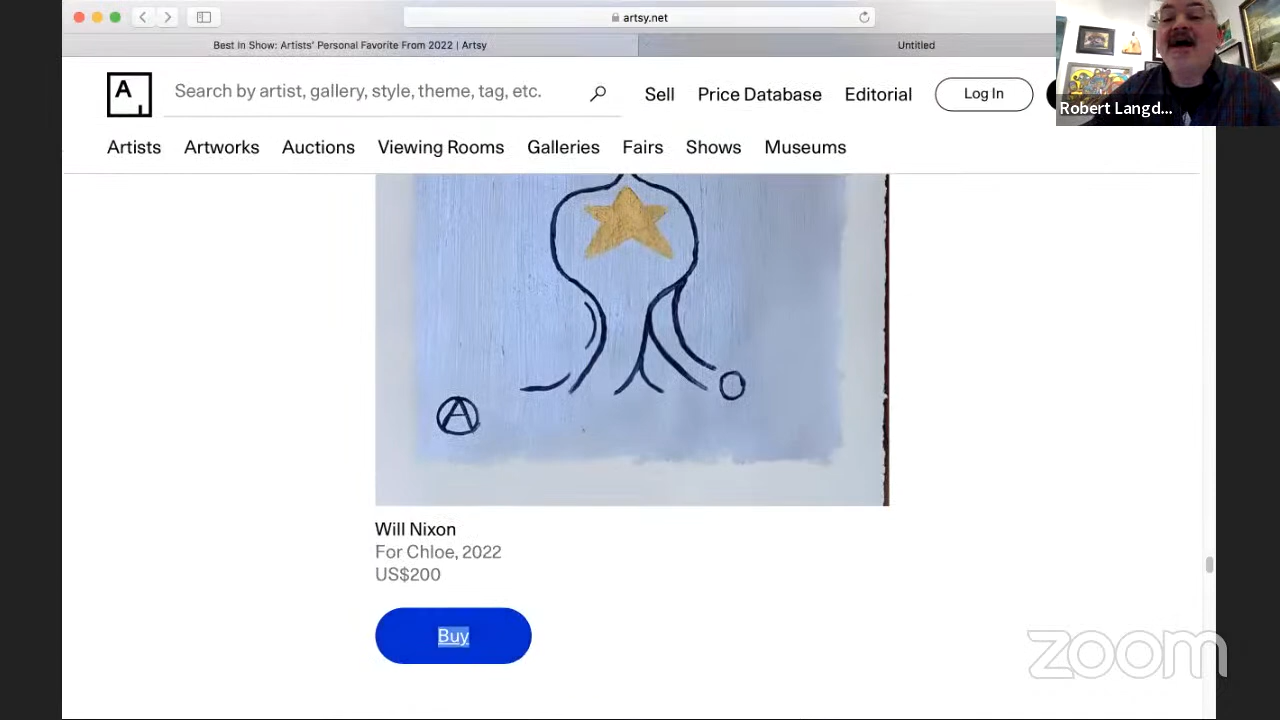 artsy.net
Best In Show: Artists' Personal Favorite From 2022 | Artsy
Untitled
A
Search by artist, gallery, style, theme, tag, etc.
Sell
Price Database
Editorial
Log In
Robert Langd...
Artists
Artworks
Auctions
Viewing Rooms
Galleries
Fairs
Shows
Museums
A
Will Nixon
For Chloe, 2022
US$200
Buy
zoom